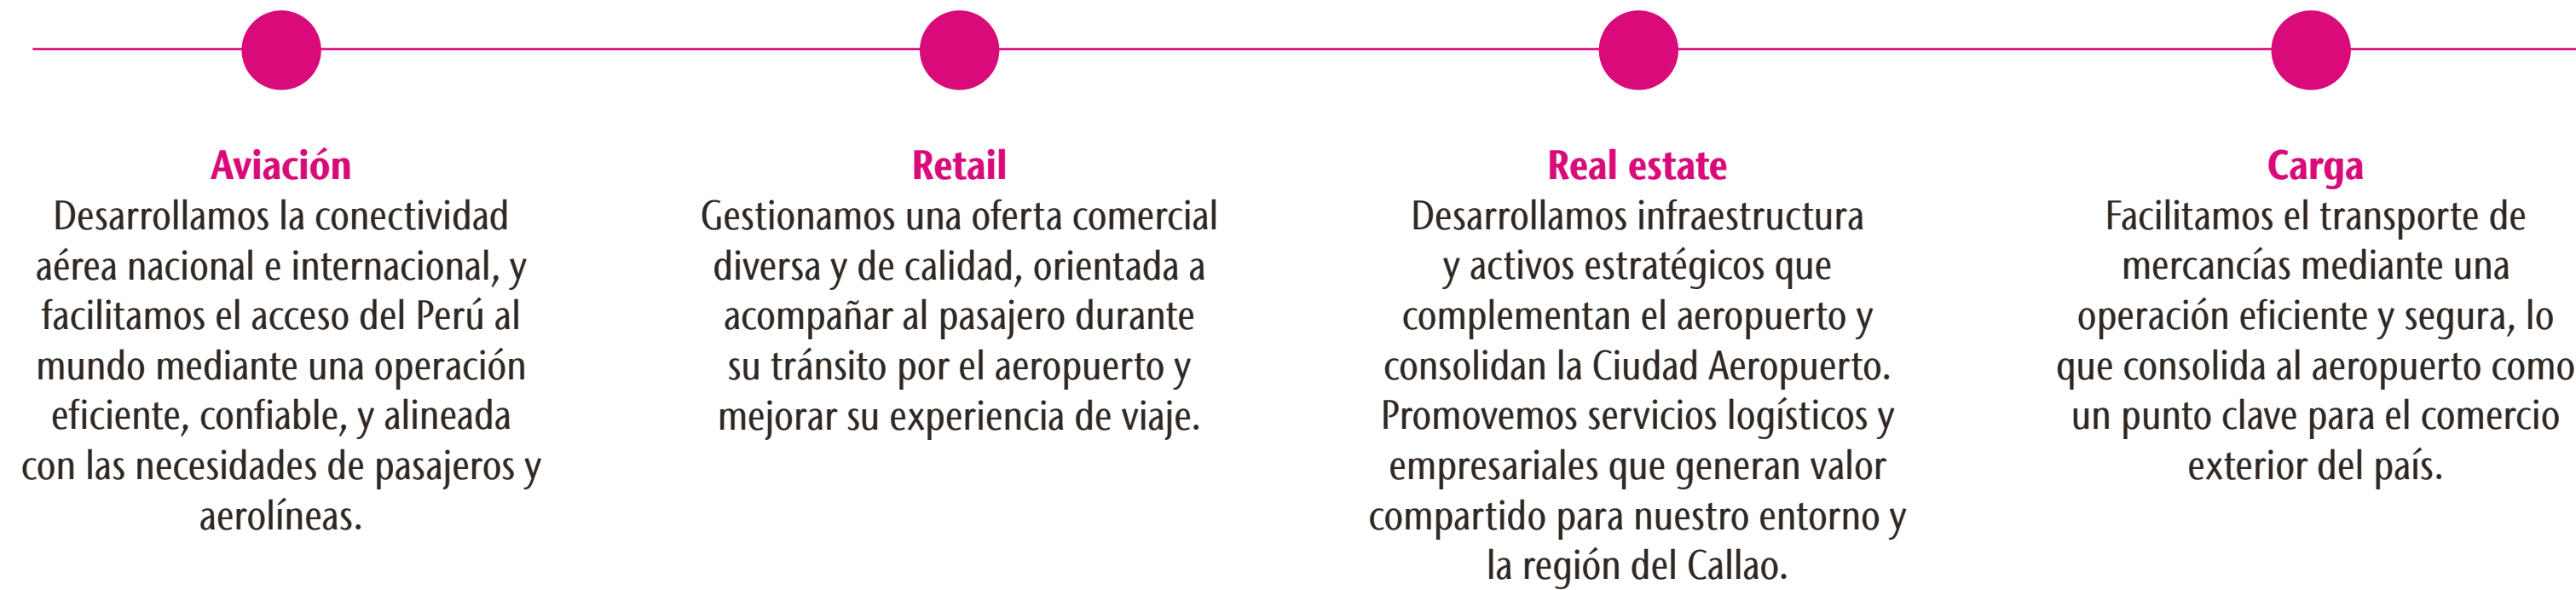 Aviación
Desarrollamos la conectividad
aérea nacional e internacional, y
facilitamos el acceso del Perú al
mundo mediante una operación
eficiente, confiable, y alineada
con las necesidades de pasajeros y
aerolíneas.
Retail
Gestionamos una oferta comercial
diversa y de calidad, orientada a
acompañar al pasajero durante
su tránsito por el aeropuerto y
mejorar su experiencia de viaje.
Real estate
Desarrollamos infraestructura
y activos estratégicos que
complementan el aeropuerto y
consolidan la Ciudad Aeropuerto.
Promovemos servicios logísticos y
empresariales que generan valor
compartido para nuestro entorno y
la región del Callao.
Carga
Facilitamos el transporte de
mercancías mediante una
operación eficiente y segura, lo
que consolida al aeropuerto como
un punto clave para el comercio
exterior del país.